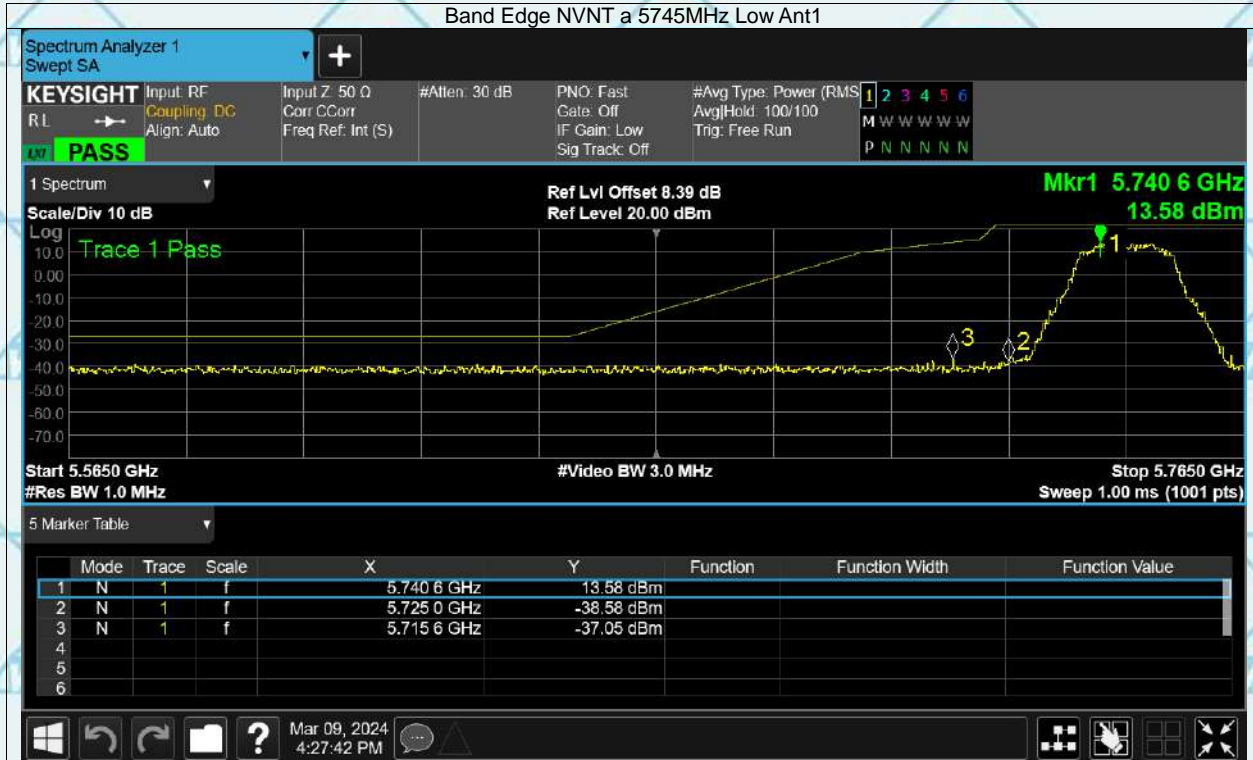 Band Edge NVNT a 5745MHz Low Ant1
Spectrum Analyzer 1
Swept SA
KEYSIGHT
R L
LXI
PASS
Input: RF
Coupling: DC
Align: Auto
Input Z: 50 Ω
Corr CCorr
Freq Ref: Int (S)
#Atten: 30 dB
PNO: Fast
Gate: Off
IF Gain: Low
Sig Track: Off
#Avg Type: Power (RMS
Avg|Hold: 100/100
Trig: Free Run
1 2 3 4 5 6
M W W W W W
P N N N N N
1 Spectrum
Scale/Div 10 dB
Ref Lvl Offset 8.39 dB
Ref Level 20.00 dBm
Mkr1 5.740 6 GHz
13.58 dBm
Log
Trace 1 Pass
10.0
0.00
-10.0
-20.0
-30.0
-40.0
-50.0
-60.0
-70.0
1
3
2
Start 5.5650 GHz
#Res BW 1.0 MHz
#Video BW 3.0 MHz
Stop 5.7650 GHz
Sweep 1.00 ms (1001 pts)
5 Marker Table
Mode Trace Scale X Y Function Function Width Function Value
1 N 1 f 5.740 6 GHz 13.58 dBm
2 N 1 f 5.725 0 GHz -38.58 dBm
3 N 1 f 5.715 6 GHz -37.05 dBm
4
5
6
?
Mar 09, 2024
4:27:42 PM